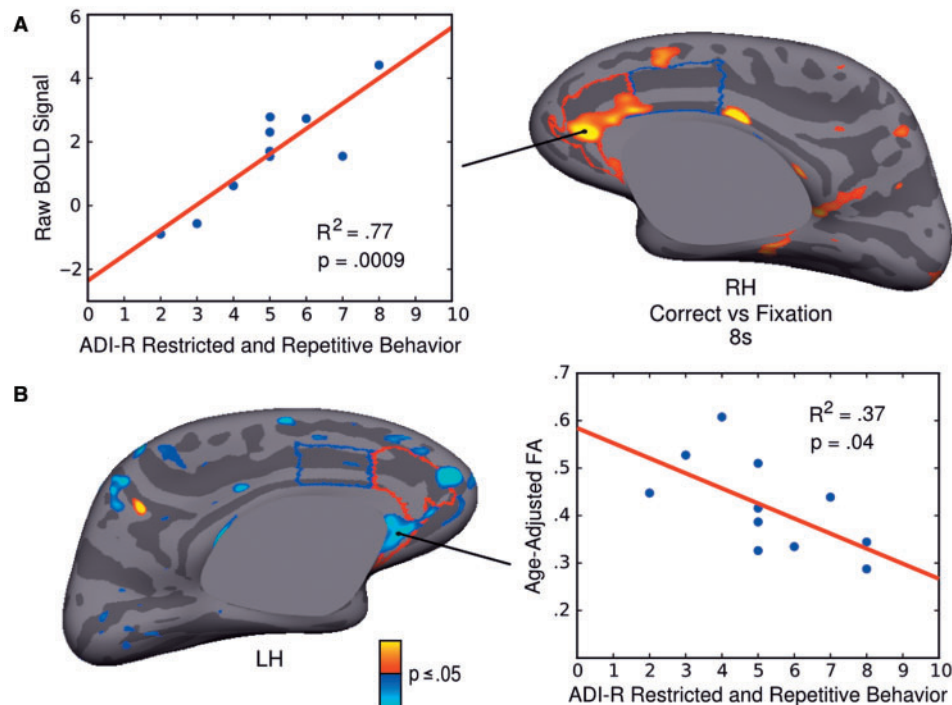 A
Raw BOLD Signal
6
4
2
0
−2
R² = .77
p = .0009
0 1 2 3 4 5 6 7 8 9 10
ADI-R Restricted and Repetitive Behavior
RH
Correct vs Fixation
8s
B
LH
p ≤ .05
Age-Adjusted FA
.7
.6
.5
.4
.3
.2
R² = .37
p = .04
0 1 2 3 4 5 6 7 8 9 10
ADI-R Restricted and Repetitive Behavior